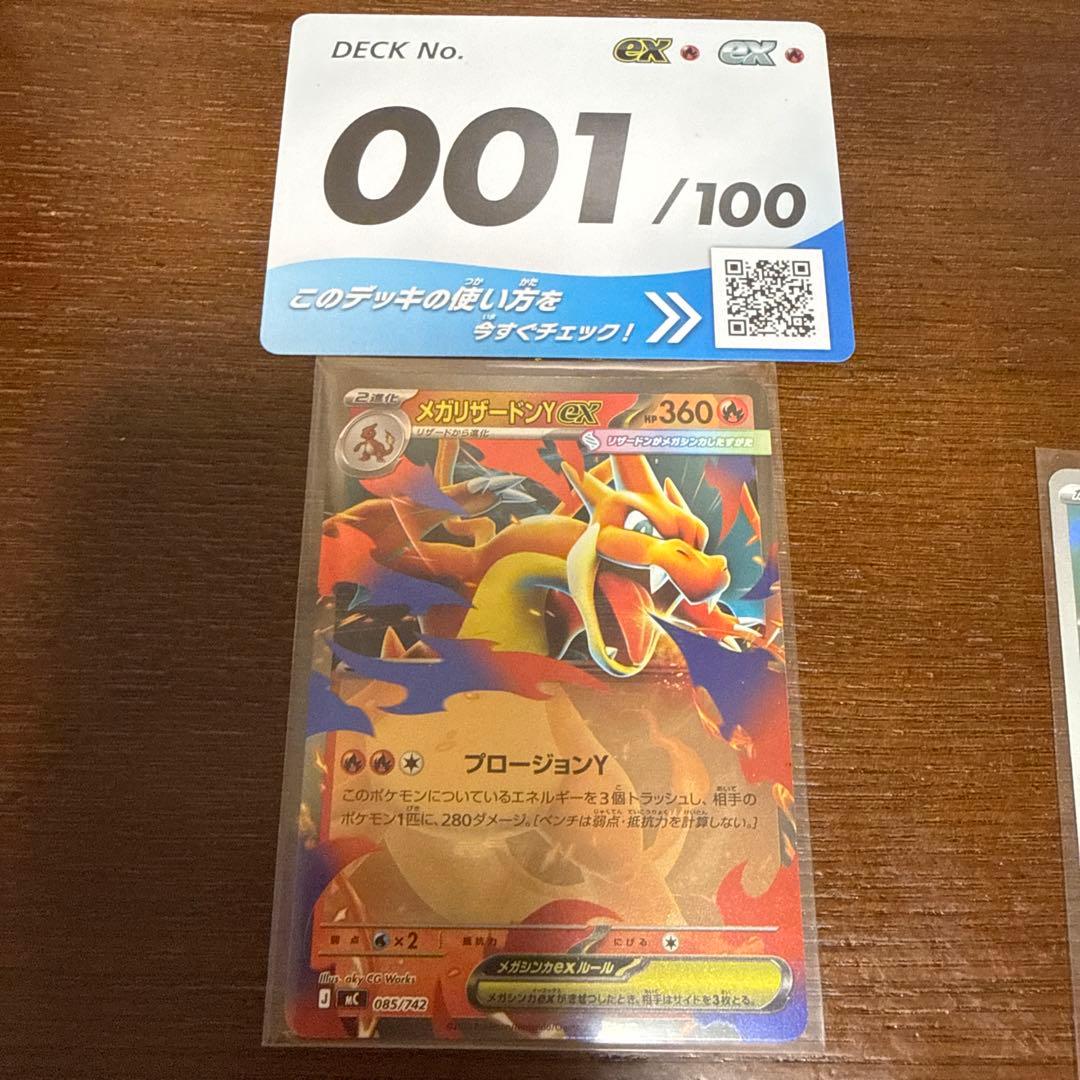 DECK No.
ex ex
001/100
このデッキの使い方を
今すぐチェック!
2進化
メガリザードンYex
HP360
リザードから進化
リザードンがメガシンカしたすがた
プロージョンY
このポケモンについているエネルギーを3個トラッシュし、相手の
ポケモン1匹に、280ダメージ。[ベンチは弱点・抵抗力を計算しない。]
弱点 ×2 抵抗力 にげる
メガシンカexルール
メガシンカexがきぜつしたとき、相手はサイドを3枚とる。
Illus. aky CG Works
J MC 085/742